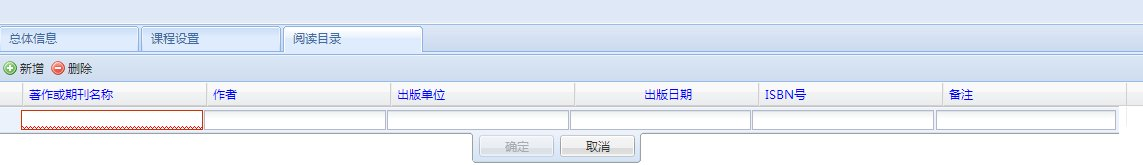 总体信息 课程设置 阅读目录
新增 删除
著作或期刊名称 作者 出版单位 出版日期 ISBN号 备注
确定 取消